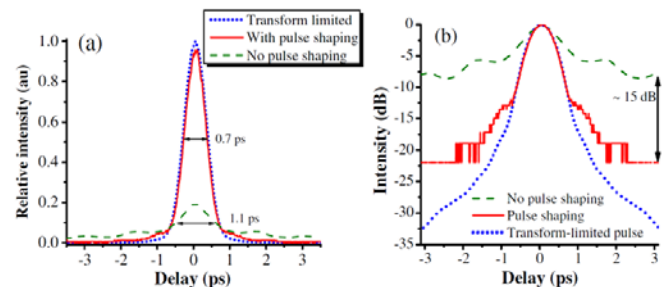 (a)
Transform limited
With pulse shaping
No pulse shaping
Relative intensity (au)
1.0
0.8
0.6
0.4
0.2
0.0
0.7 ps
1.1 ps
-3 -2 -1 0 1 2 3
Delay (ps)
(b)
Intensity (dB)
0
-5
-10
-15
-20
-25
-30
-35
~ 15 dB
No pulse shaping
Pulse shaping
Transform-limited pulse
-3 -2 -1 0 1 2 3
Delay (ps)